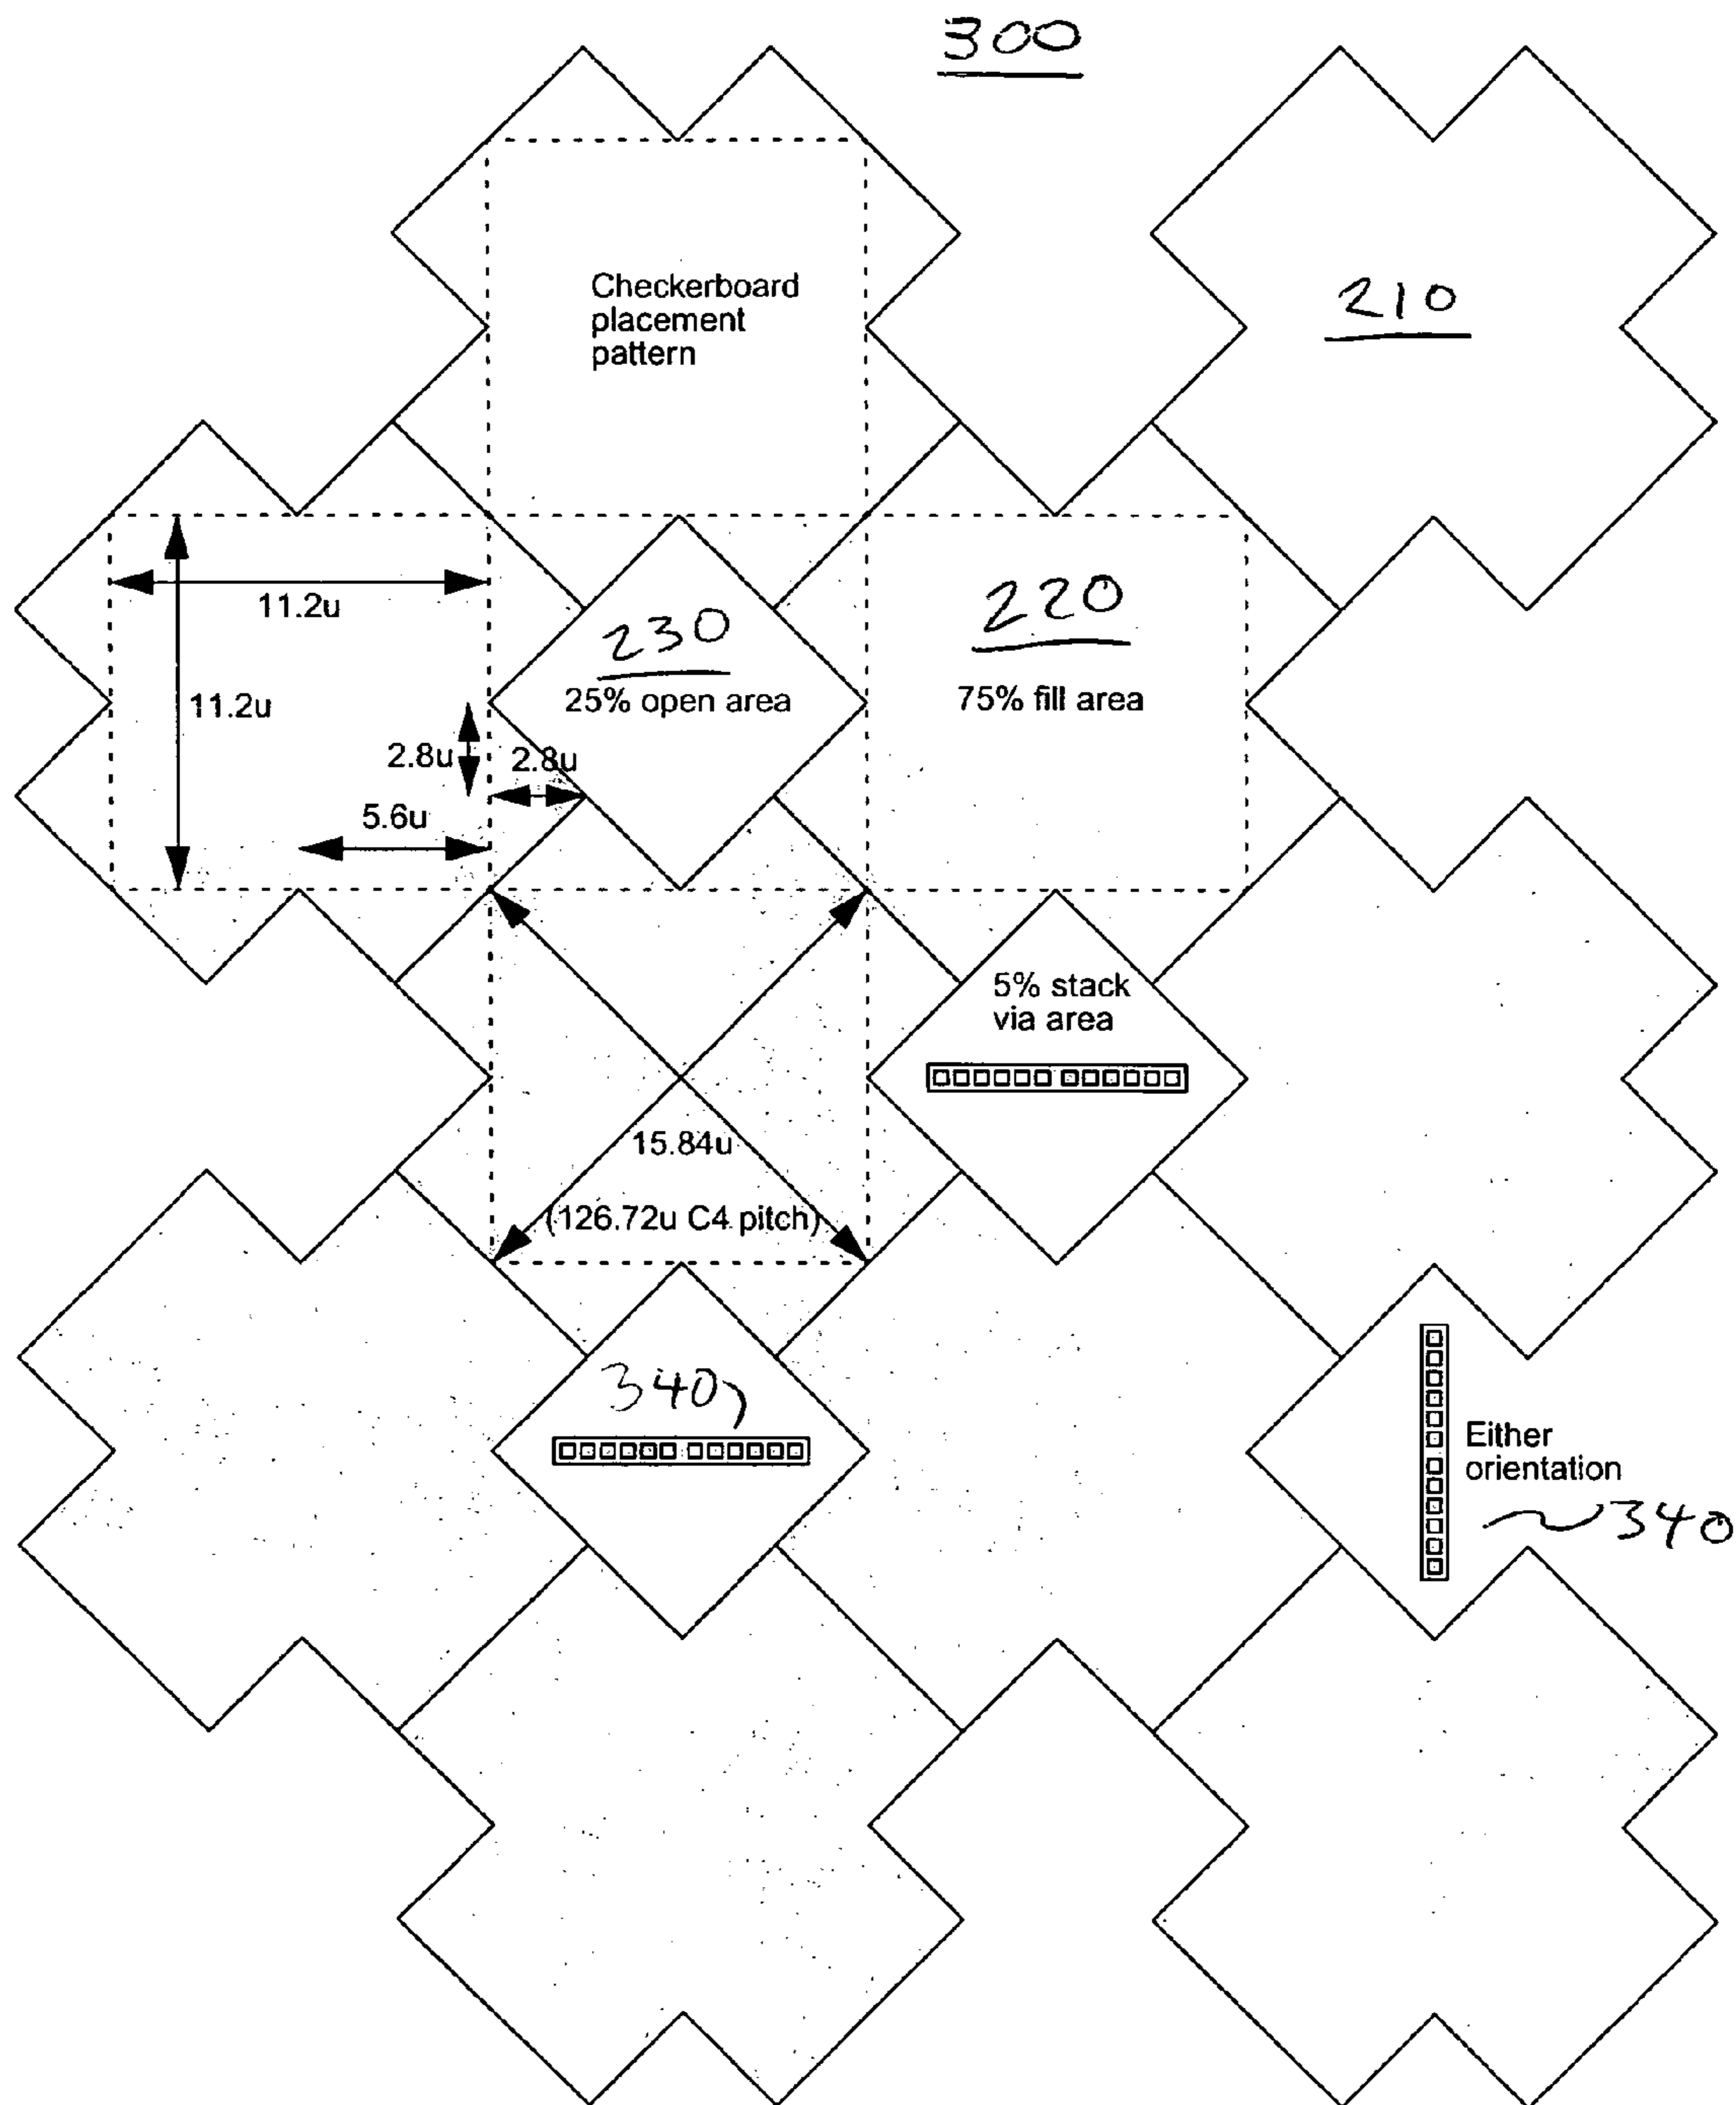 300
Checkerboard
placement
pattern
210
11.2u
230
25% open area
220
75% fill area
11.2u
2.8u
2.8u
5.6u
5% stack
via area
15.84u
(126.72u C4 pitch)
340
Either
orientation
340